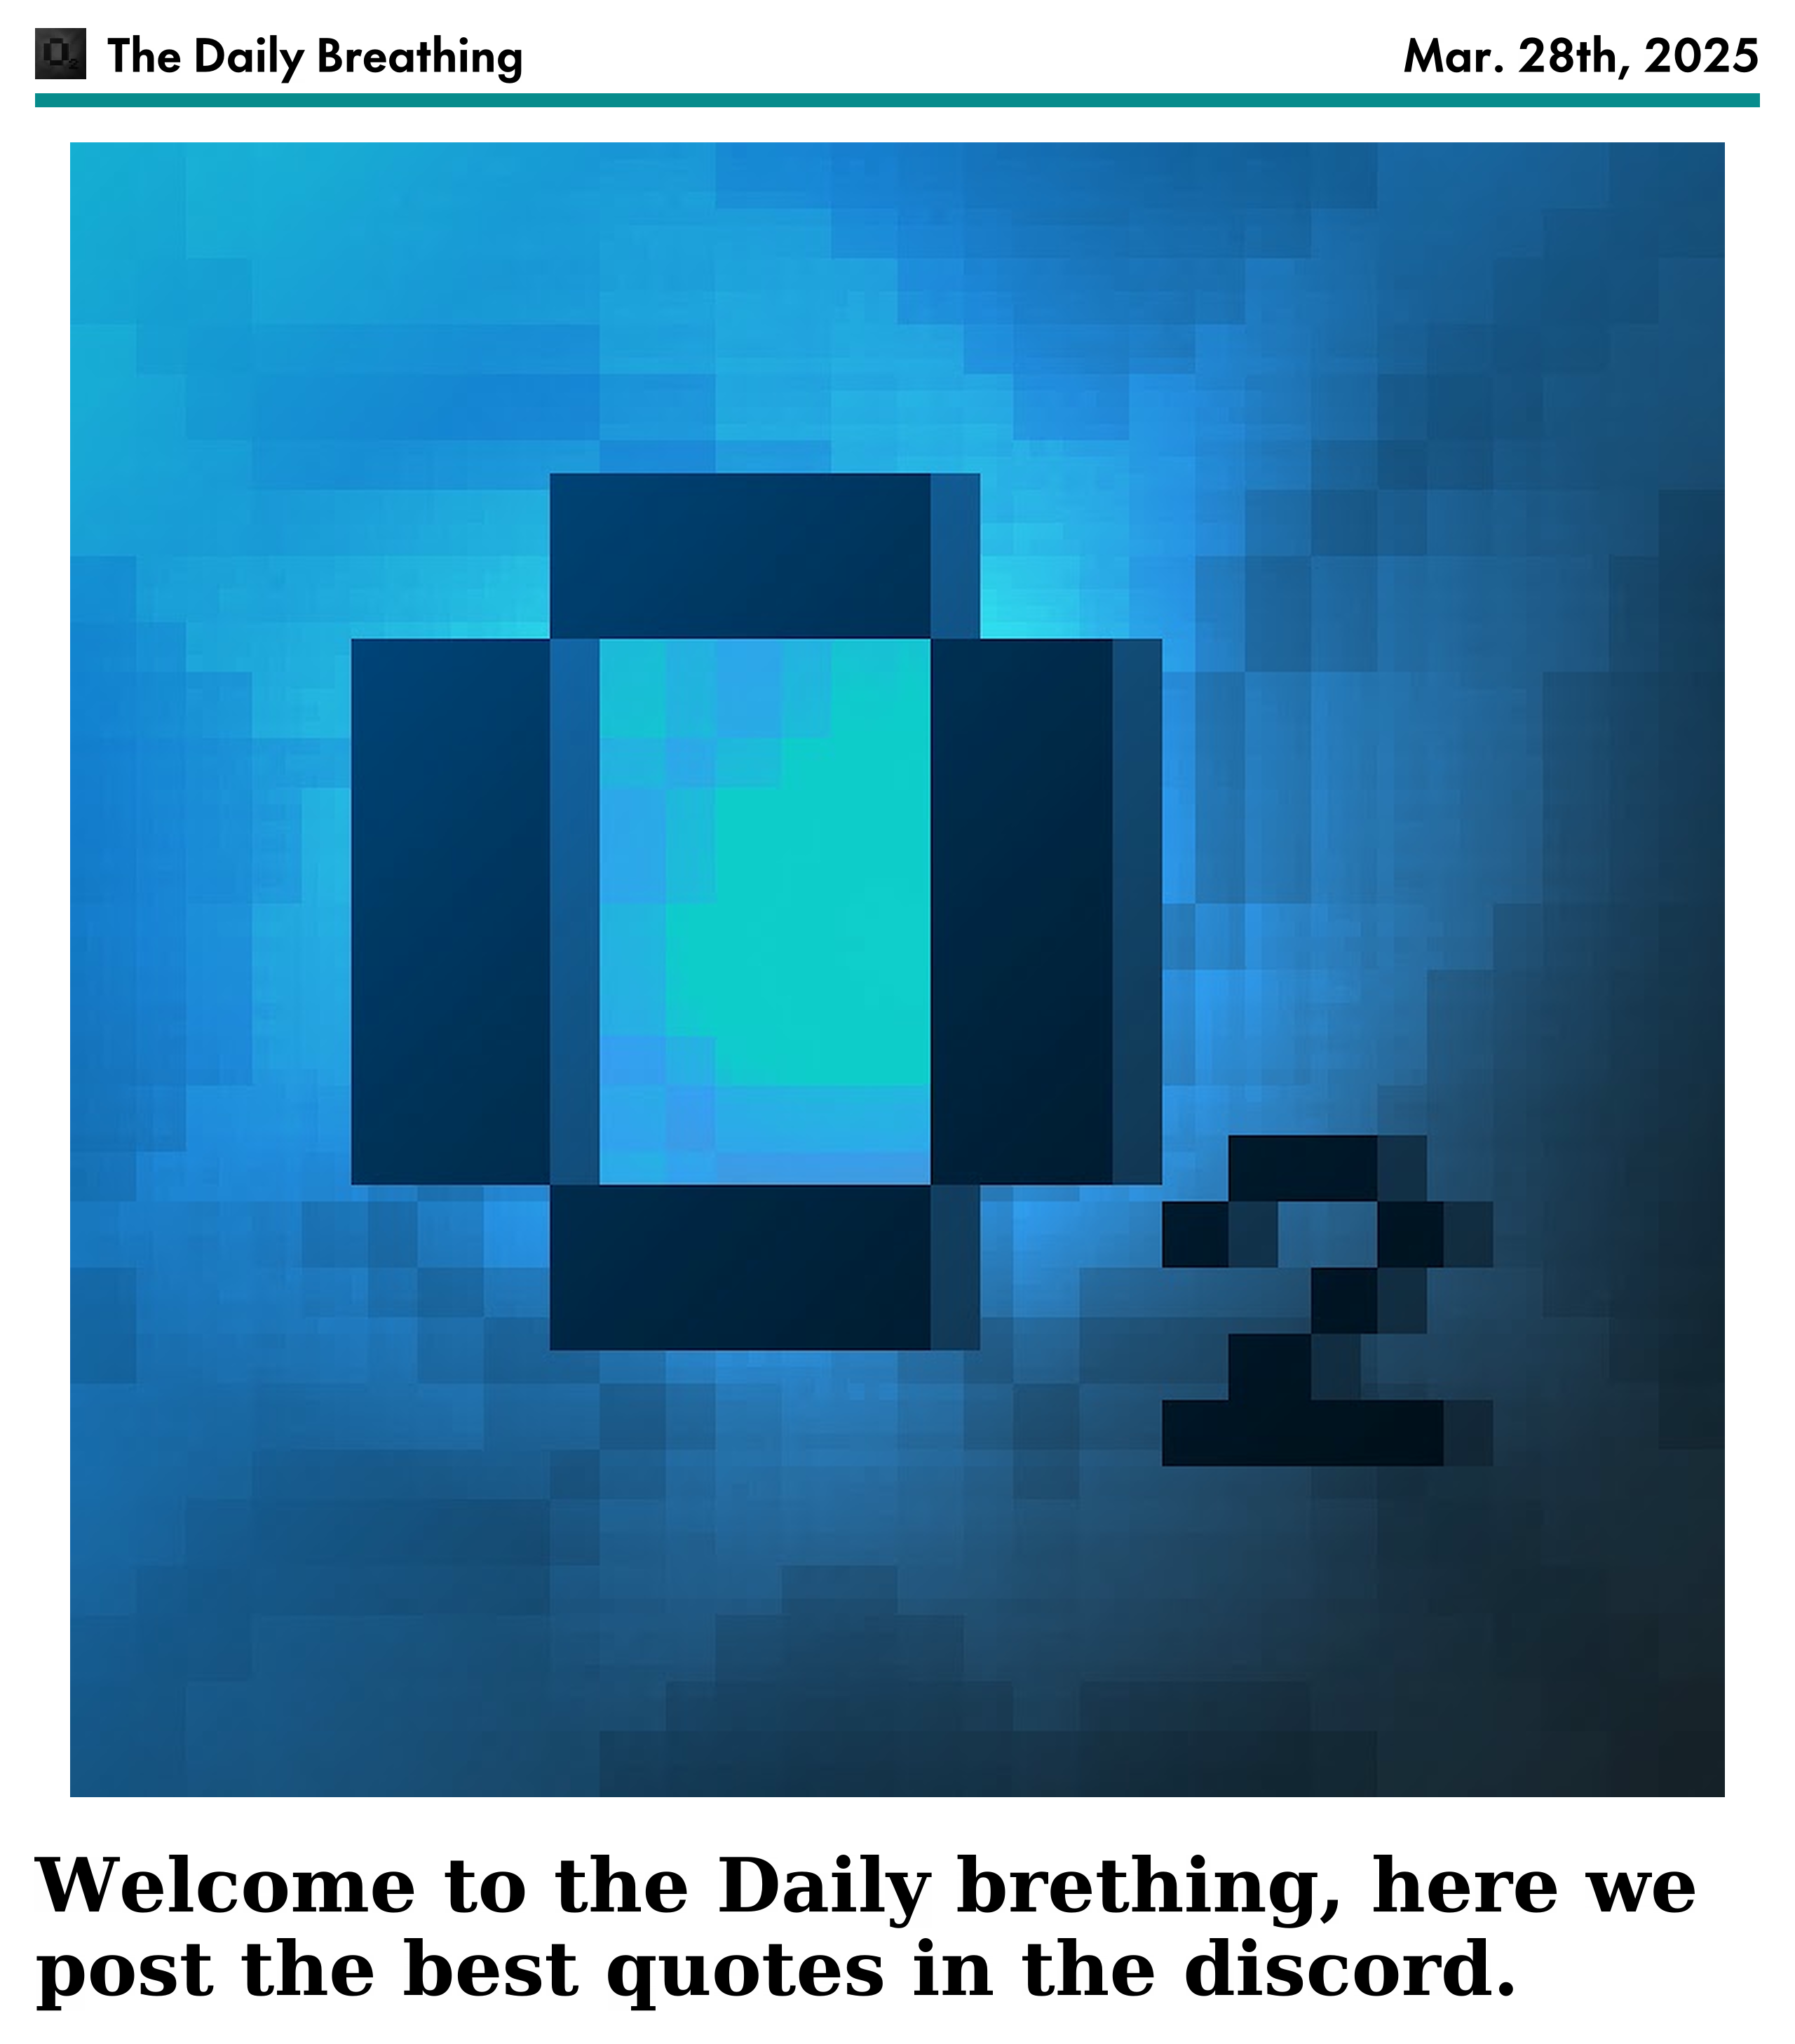 The Daily Breathing
Mar. 28th, 2025
O2
Welcome to the Daily brething, here we
post the best quotes in the discord.